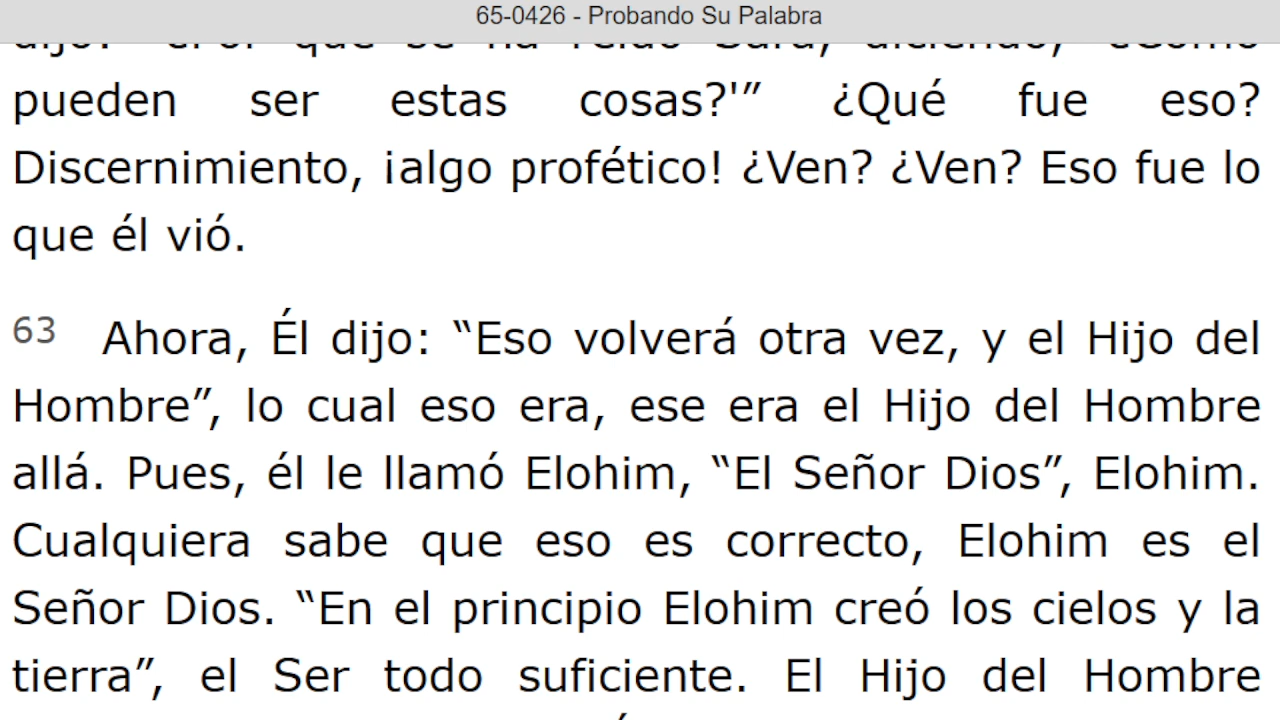 65-0426 - Probando Su Palabra
pueden ser estas cosas?'” ¿Qué fue eso?
Discernimiento, ¡algo profético! ¿Ven? ¿Ven? Eso fue lo
que él vió.
63 Ahora, Él dijo: “Eso volverá otra vez, y el Hijo del
Hombre”, lo cual eso era, ese era el Hijo del Hombre
allá. Pues, él le llamó Elohim, “El Señor Dios”, Elohim.
Cualquiera sabe que eso es correcto, Elohim es el
Señor Dios. “En el principio Elohim creó los cielos y la
tierra”, el Ser todo suficiente. El Hijo del Hombre